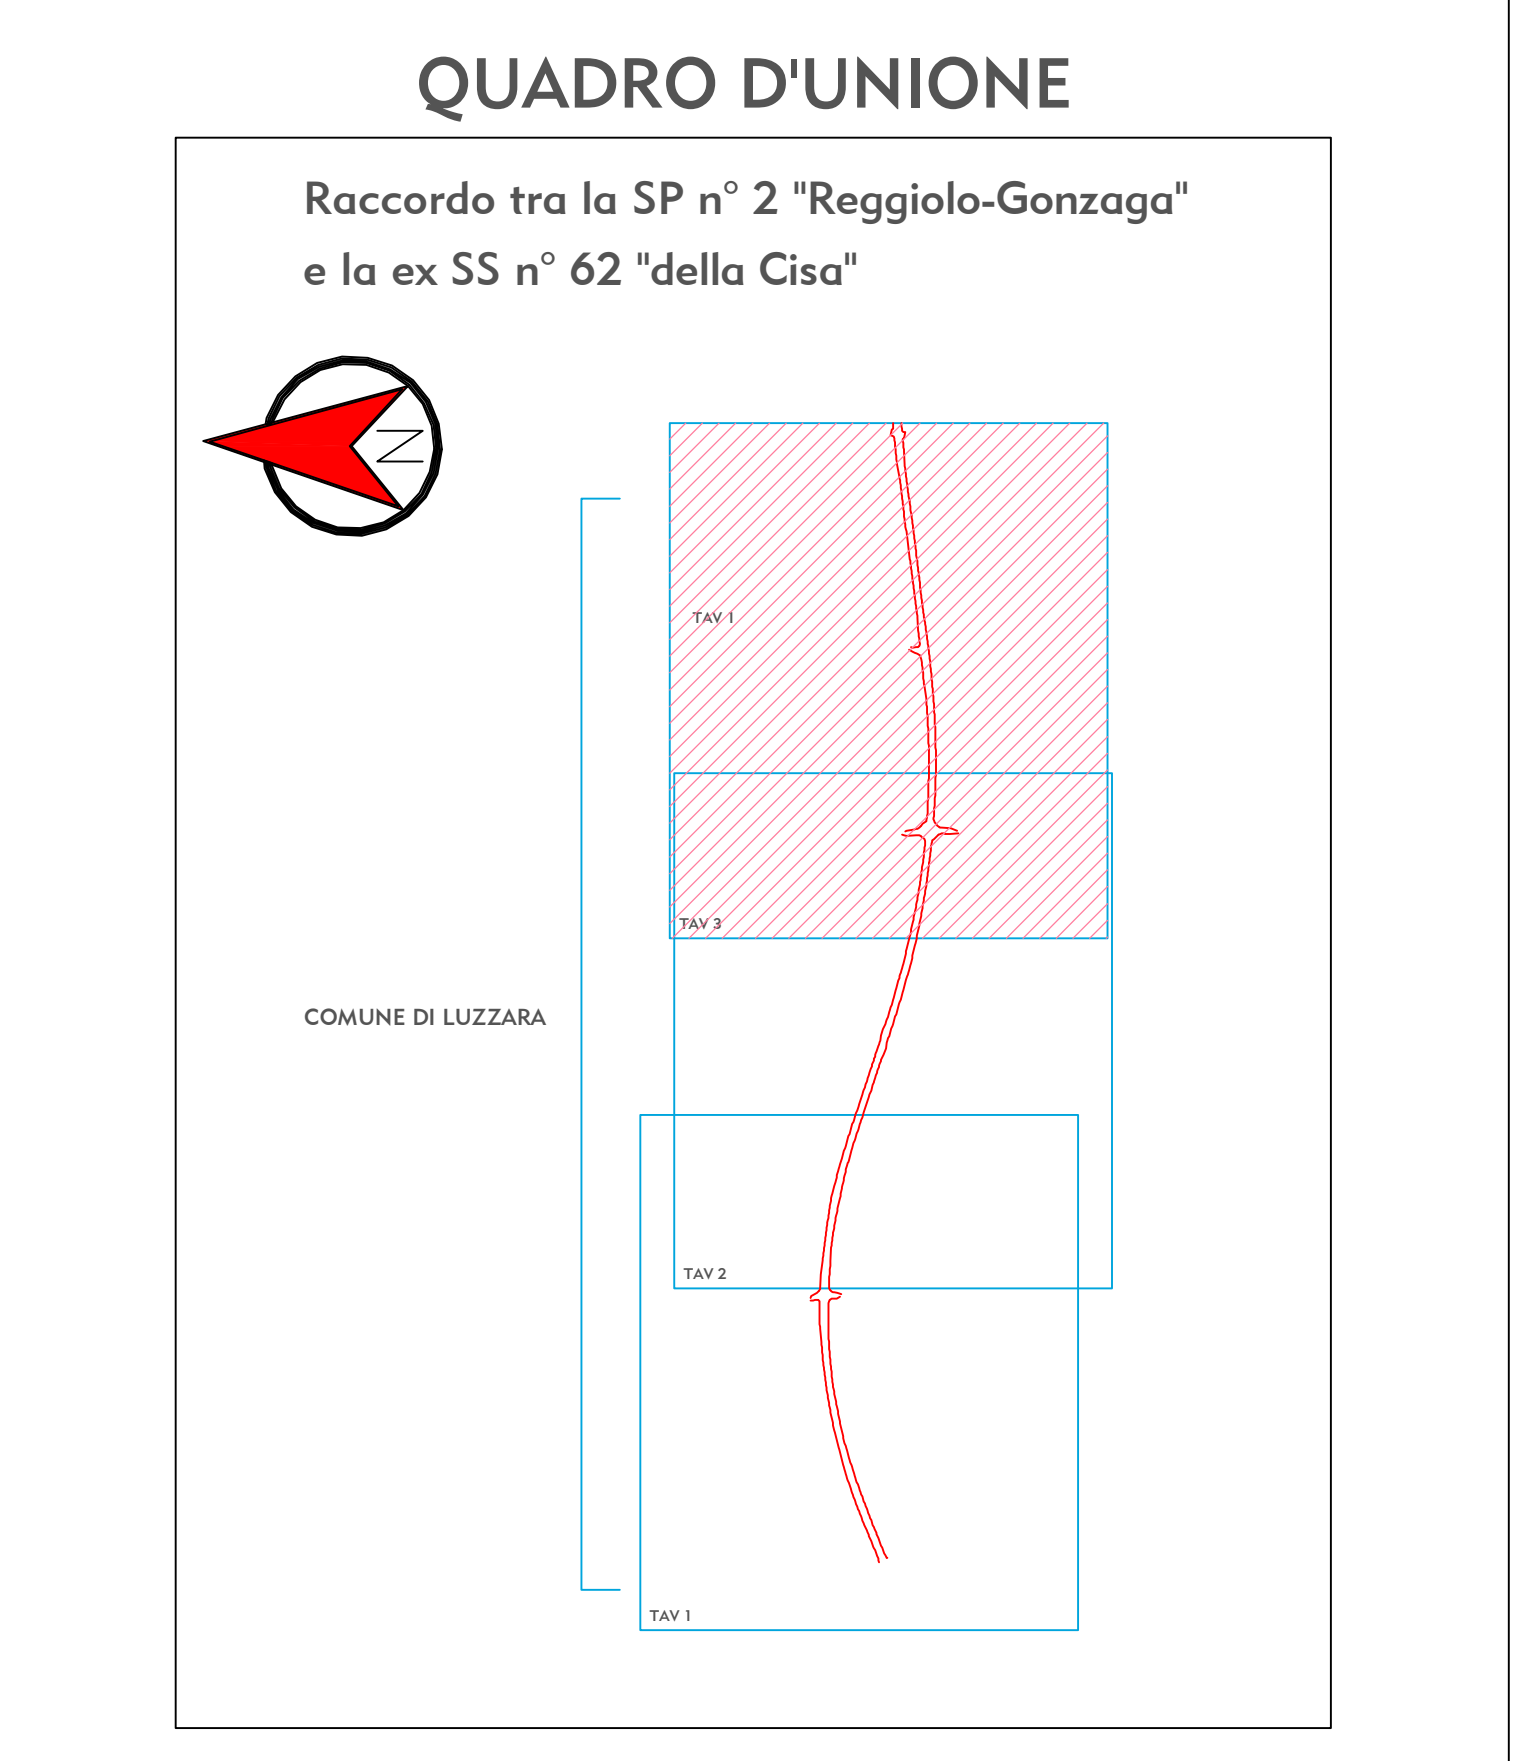 QUADRO D'UNIONE
Raccordo tra la SP n° 2 "Reggiolo-Gonzaga"
e la ex SS n° 62 "della Cisa"
N
TAV 1
TAV 3
COMUNE DI LUZZARA
TAV 2
TAV 1